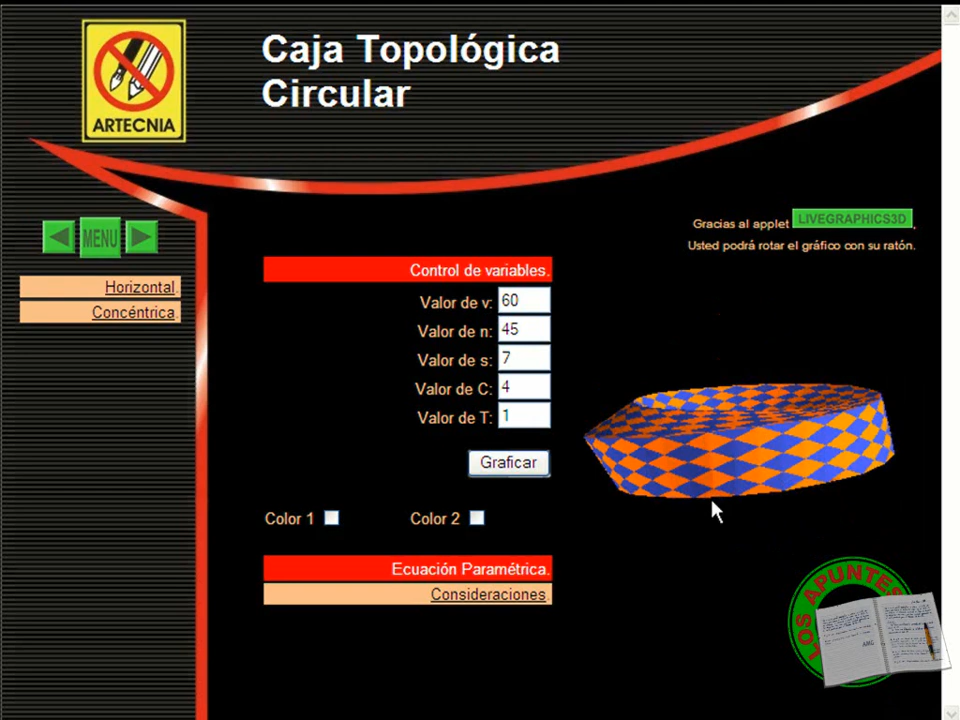 Caja Topológica
Circular
ARTECNIA
MENU
Horizontal.
Concéntrica.
Gracias al applet LIVEGRAPHICS3D.
Usted podrá rotar el gráfico con su ratón.
Control de variables.
Valor de v: 60
Valor de n: 45
Valor de s: 7
Valor de C: 4
Valor de T: 1
Graficar
Color 1
Color 2
Ecuación Paramétrica.
Consideraciones.
LOS APUNTES